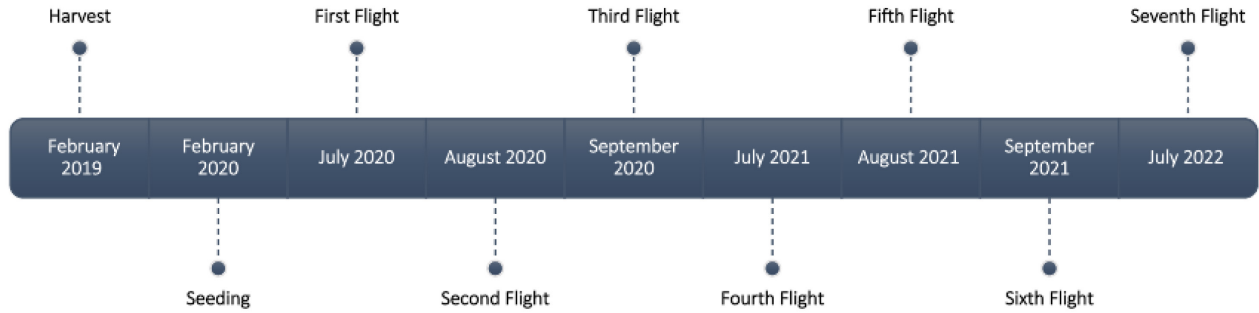 Harvest
First Flight
Third Flight
Fifth Flight
Seventh Flight
February
2019
February
2020
July 2020
August 2020
September
2020
July 2021
August 2021
September
2021
July 2022
Seeding
Second Flight
Fourth Flight
Sixth Flight